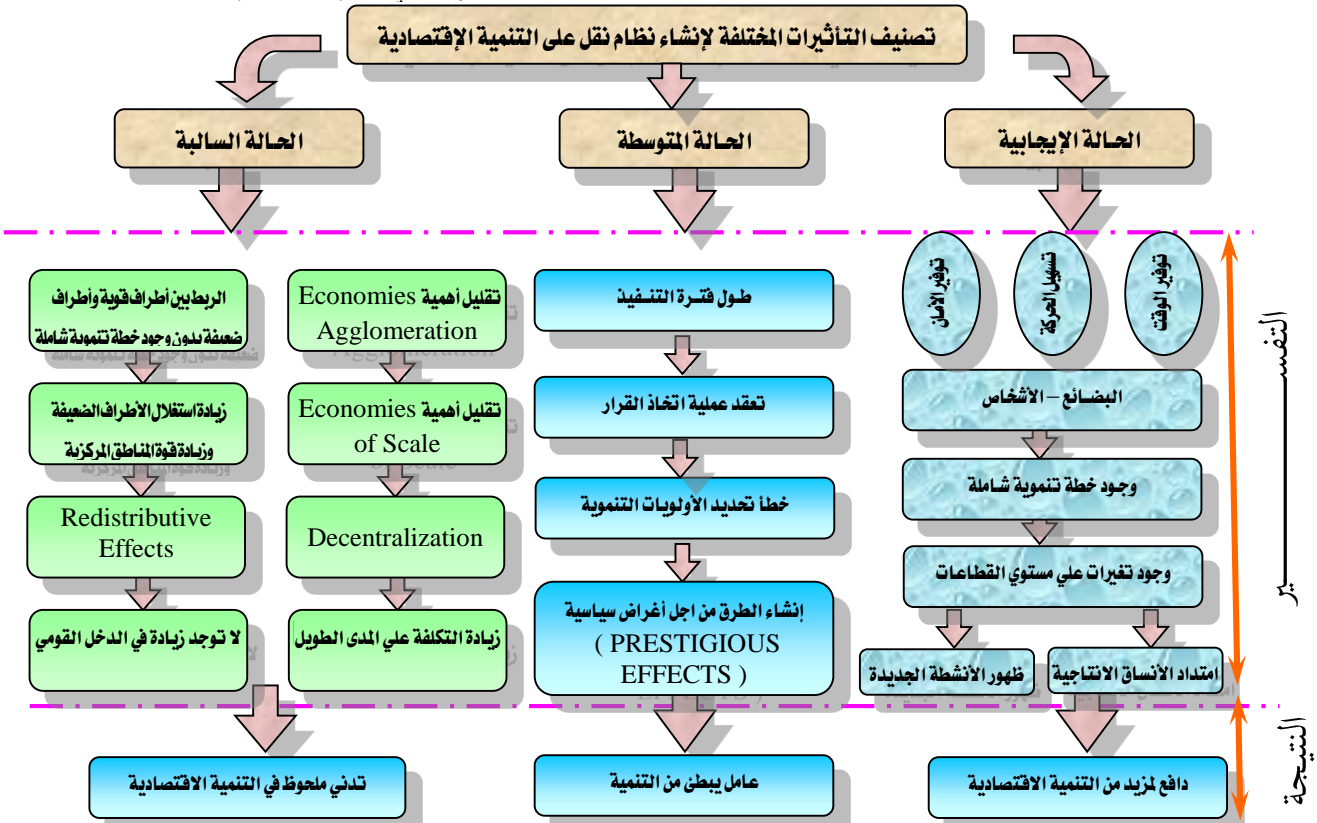 تصنيف التأثيرات المختلفة لإنشاء نظام نقل على التنمية الإقتصادية
الحالة الإيجابية
الحالة المتوسطة
الحالة السالبة
توفير الوقت
تسهيل الحركة
توفير الأمان
البضائع – الأشخاص
وجود خطة تنموية شاملة
وجود تغيرات علي مستوي القطاعات
امتداد الأنساق الانتاجية
ظهور الأنشطة الجديدة
دافع لمزيد من التنمية الاقتصادية
طول فترة التنفيذ
تعقد عملية اتخاذ القرار
خطأ تحديد الأولويات التنموية
إنشاء الطرق من اجل أغراض سياسية
( PRESTIGIOUS
EFFECTS )
عامل يبطئ من التنمية
تقليل أهمية Economies
Agglomeration
تقليل أهمية Economies
of Scale
Decentralization
زيادة التكلفة علي المدى الطويل
الربط بين أطراف قوية وأطراف
ضعيفة بدون وجود خطة تنموية شاملة
زيادة استغلال الأطراف الضعيفة
وزيادة قوة المناطق المركزية
Redistributive
Effects
لا توجد زيادة في الدخل القومي
تدني ملحوظ في التنمية الاقتصادية
التفسير
النتيجة